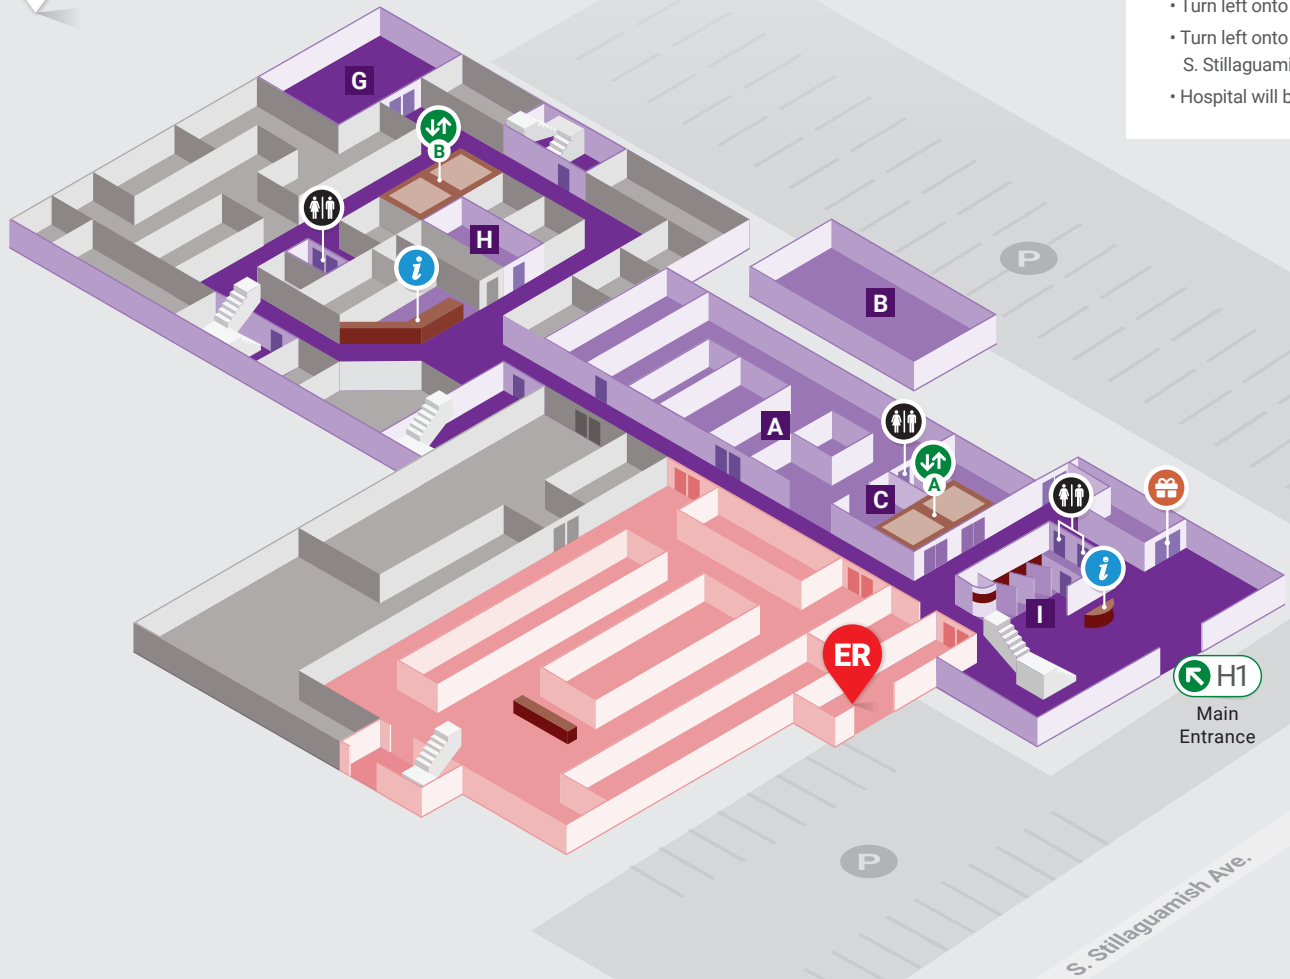 • Turn left onto
• Turn left onto
S. Stillaguami
• Hospital will b
G
B
H
i
P
B
A
C
A
i
I
ER
H1
Main
Entrance
P
S. Stillaguamish Ave.